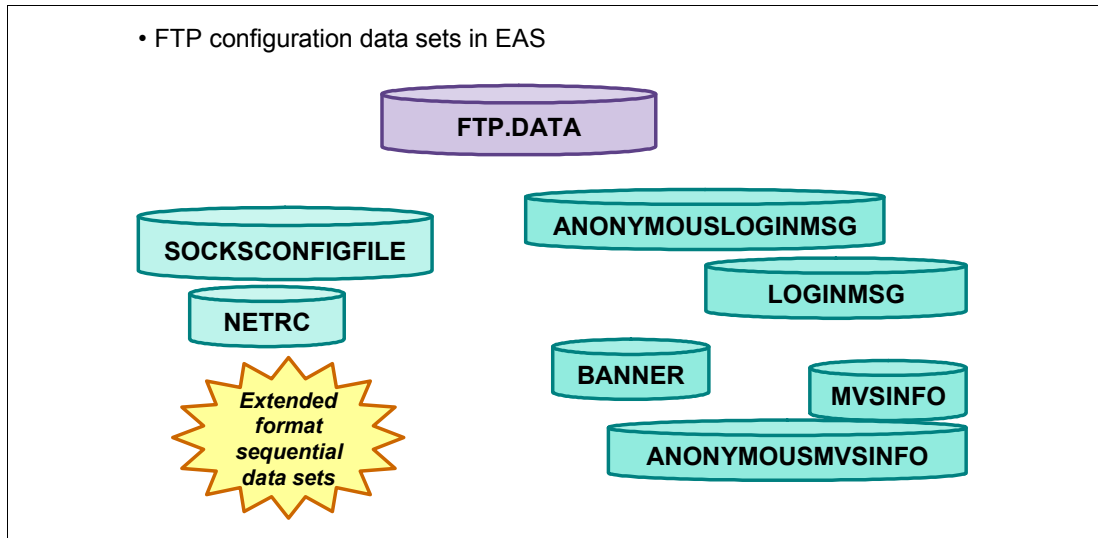 • FTP configuration data sets in EAS
FTP.DATA
SOCKSCONFIGFILE
NETRC
Extended
format
sequential
data sets
ANONYMOUSLOGINMSG
LOGINMSG
BANNER
MVSINFO
ANONYMOUSMVSINFO